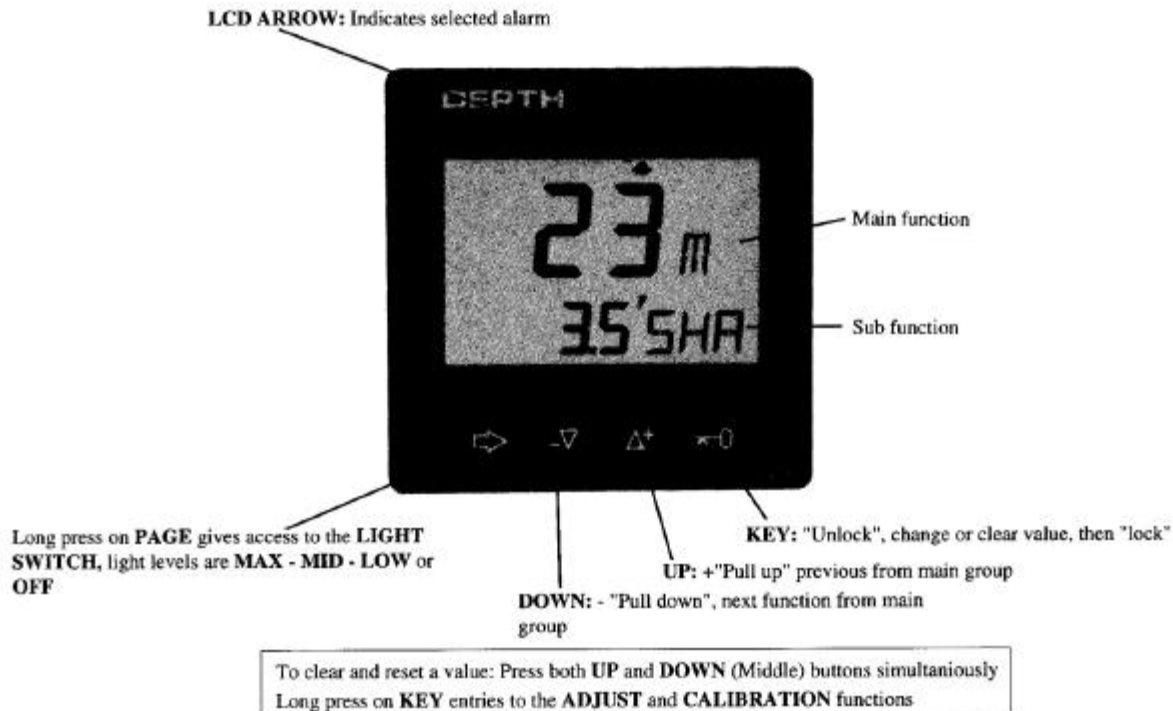 LCD ARROW: Indicates selected alarm
DEPTH
23 m
Main function
3.5'SHA
Sub function
Long press on PAGE gives access to the LIGHT
SWITCH, light levels are MAX - MID - LOW or
OFF
KEY: "Unlock", change or clear value, then "lock"
UP: +"Pull up" previous from main group
DOWN: - "Pull down", next function from main
group
To clear and reset a value: Press both UP and DOWN (Middle) buttons simultaniously
Long press on KEY entries to the ADJUST and CALIBRATION functions